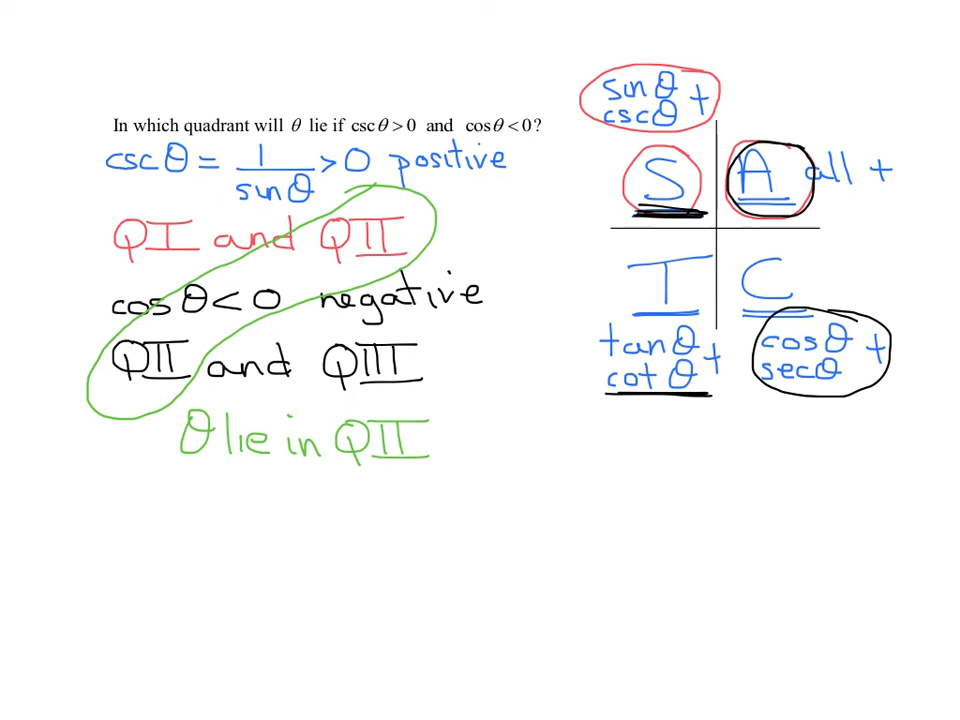 In which quadrant will θ lie if cscθ > 0 and cosθ < 0?
cscθ = 1/sinθ > 0 positive
QI and QII
cosθ < 0 negative
QII and QIII
θ lie in QII
sinθ +
cscθ
S A all +
T C
tanθ +
cotθ
cosθ +
secθ